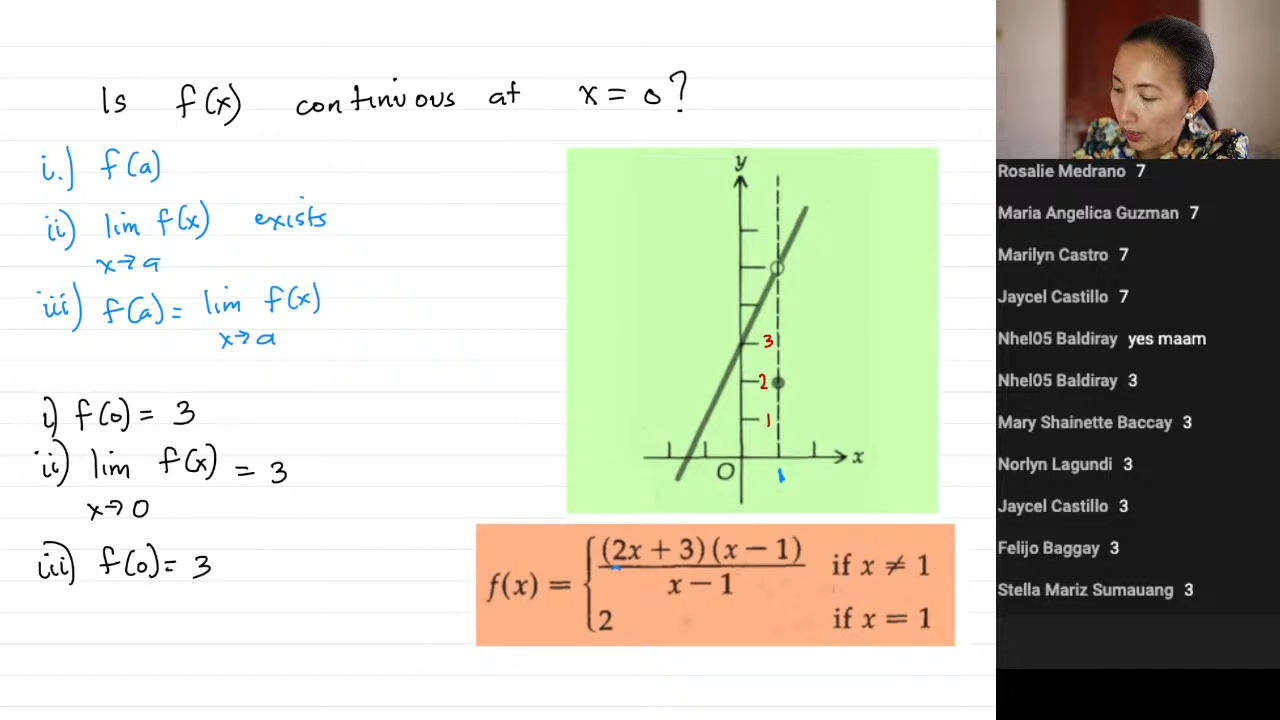 Is f(x) continuous at x = 0?
i.) f(a)
ii) lim f(x) exists
x→a
iii) f(a) = lim f(x)
x→a
i) f(0) = 3
ii) lim f(x) = 3
x→0
iii) f(0) = 3
y
3
2
1
O
x
f(x) = { (2x + 3)(x − 1)
x − 1
if x ≠ 1
2 if x = 1
Rosalie Medrano 7
Maria Angelica Guzman 7
Marilyn Castro 7
Jaycel Castillo 7
Nhel05 Baldiray yes maam
Nhel05 Baldiray 3
Mary Shainette Baccay 3
Norlyn Lagundi 3
Jaycel Castillo 3
Felijo Baggay 3
Stella Mariz Sumauang 3